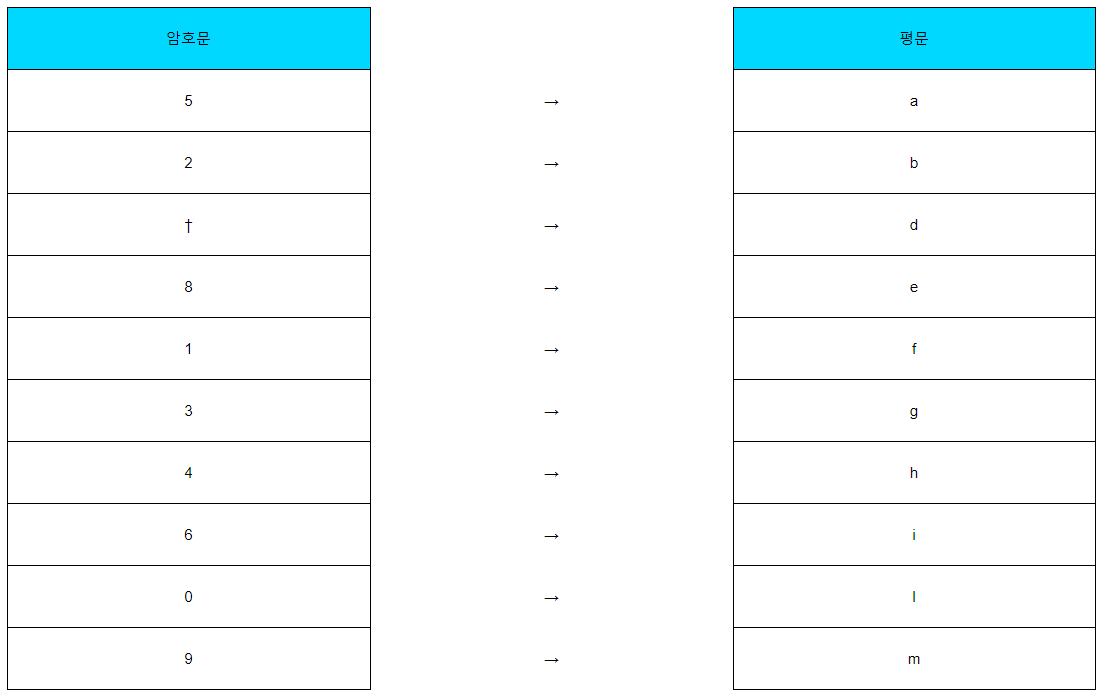 암호문 평문
5 → a
2 → b
† → d
8 → e
1 → f
3 → g
4 → h
6 → i
0 → l
9 → m